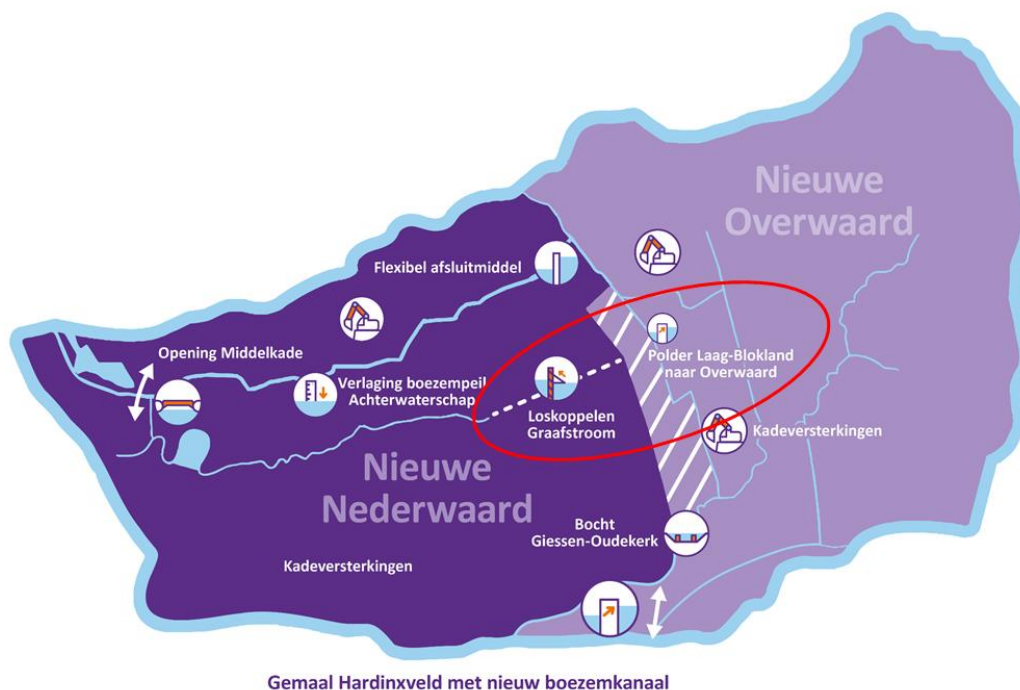 Nieuwe
Overwaard
Flexibel afsluitmiddel
Opening Middelkade
Verlaging boezempeil
Achterwaterschap
Polder Laag-Blokland
naar Overwaard
Loskoppelen
Graafstroom
Kadeversterkingen
Nieuwe
Nederwaard
Bocht
Giessen-Oudekerk
Kadeversterkingen
Gemaal Hardinxveld met nieuw boezemkanaal